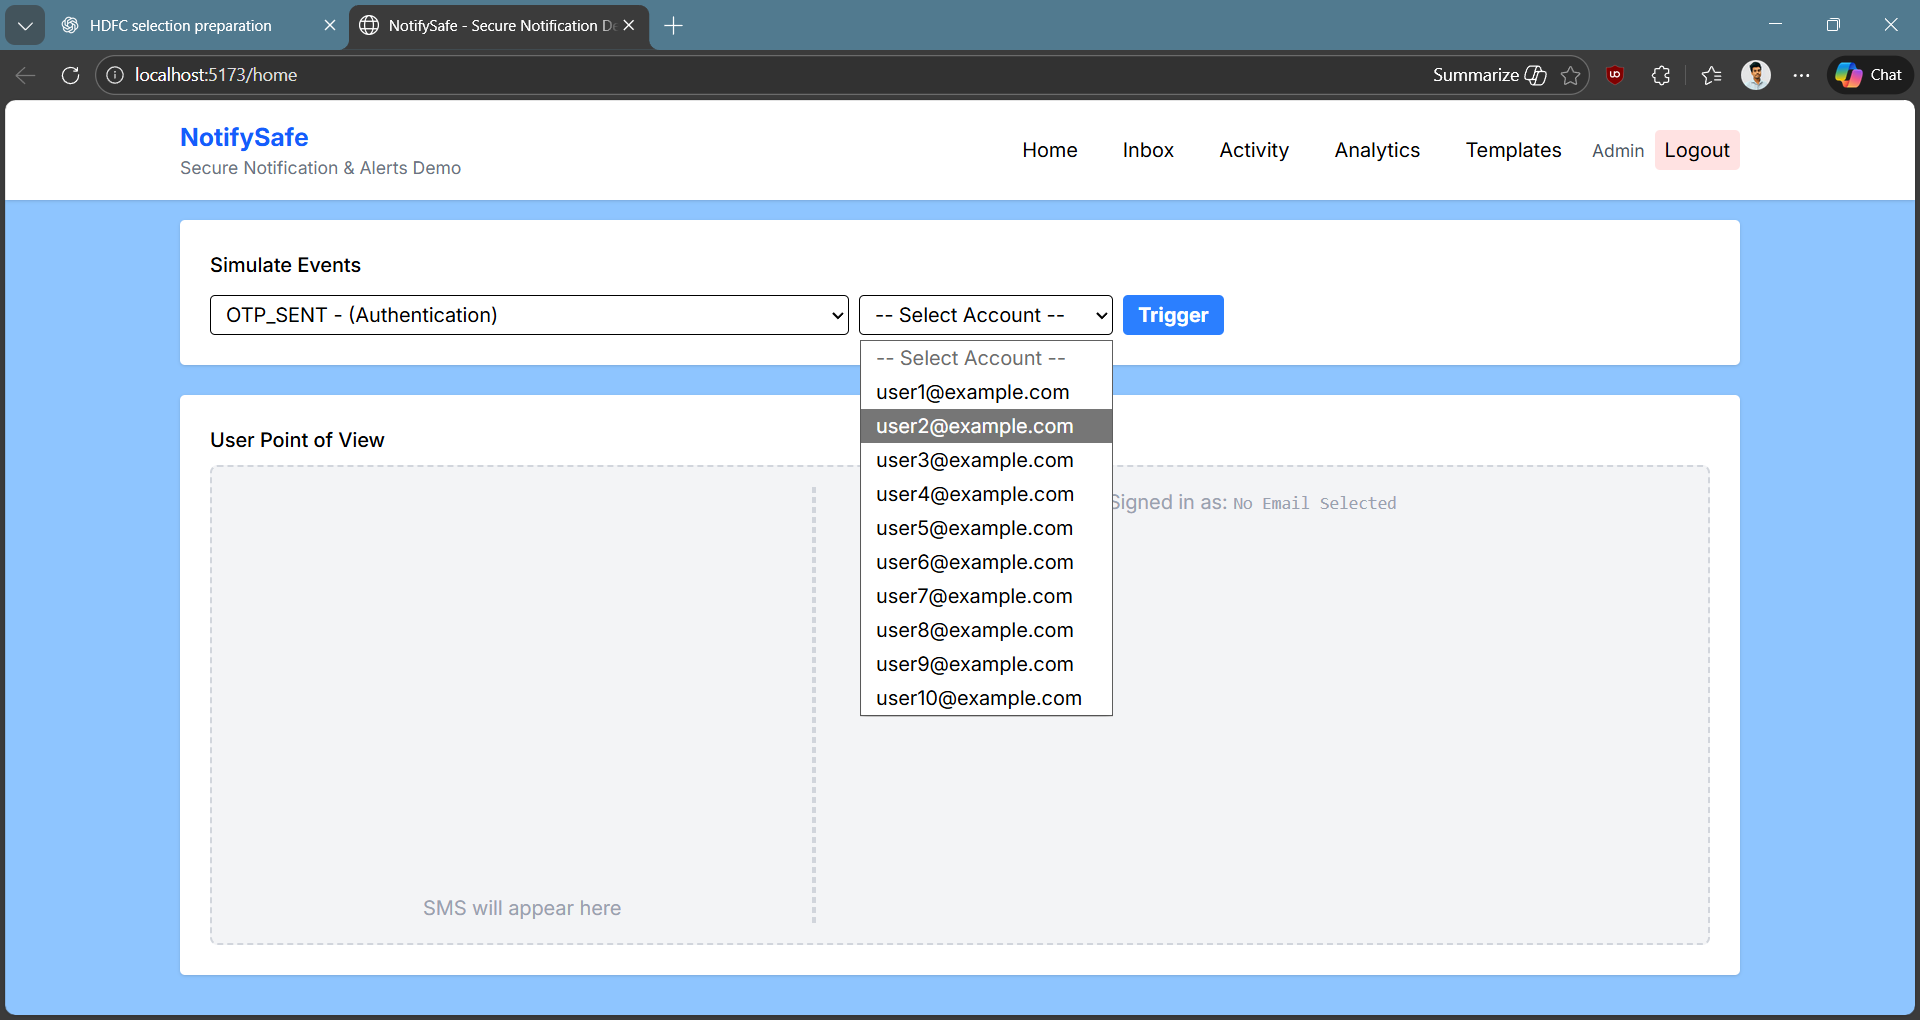 HDFC selection preparation
NotifySafe - Secure Notification De
localhost:5173/home
Summarize
Chat
NotifySafe
Secure Notification & Alerts Demo
Home
Inbox
Activity
Analytics
Templates
Admin
Logout
Simulate Events
OTP_SENT - (Authentication)
-- Select Account --
Trigger
-- Select Account --
user1@example.com
user2@example.com
user3@example.com
user4@example.com
user5@example.com
user6@example.com
user7@example.com
user8@example.com
user9@example.com
user10@example.com
User Point of View
Signed in as: No Email Selected
SMS will appear here